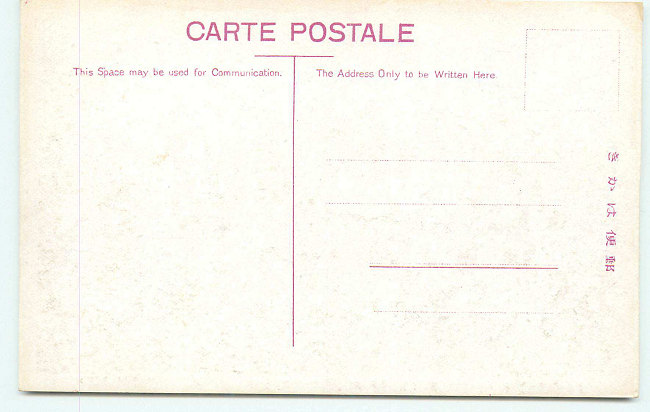 CARTE POSTALE
This Space may be used for Communication.
The Address Only to be Written Here.
郵便はかき